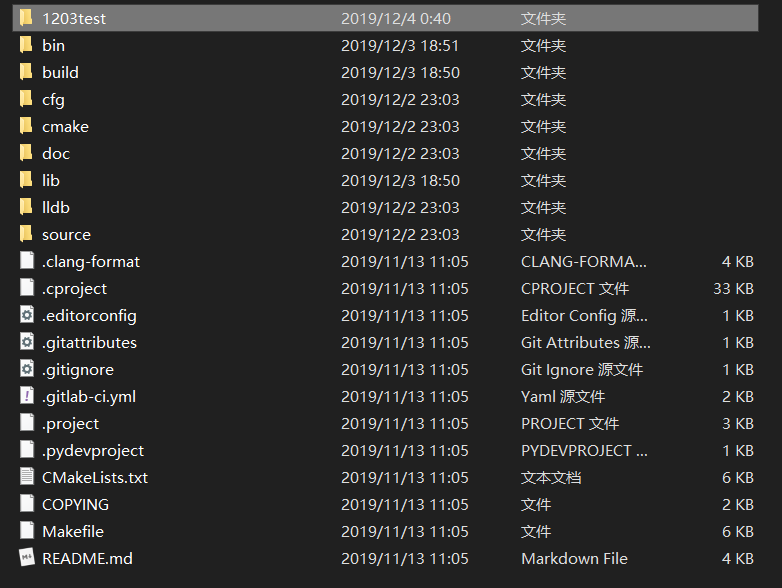 1203test 2019/12/4 0:40 文件夹
bin 2019/12/3 18:51 文件夹
build 2019/12/3 18:50 文件夹
cfg 2019/12/2 23:03 文件夹
cmake 2019/12/2 23:03 文件夹
doc 2019/12/2 23:03 文件夹
lib 2019/12/3 18:50 文件夹
lldb 2019/12/2 23:03 文件夹
source 2019/12/2 23:03 文件夹
.clang-format 2019/11/13 11:05 CLANG-FORMA... 4 KB
.cproject 2019/11/13 11:05 CPROJECT 文件 33 KB
.editorconfig 2019/11/13 11:05 Editor Config 源... 1 KB
.gitattributes 2019/11/13 11:05 Git Attributes 源... 1 KB
.gitignore 2019/11/13 11:05 Git Ignore 源文件 1 KB
.gitlab-ci.yml 2019/11/13 11:05 Yaml 源文件 2 KB
.project 2019/11/13 11:05 PROJECT 文件 3 KB
.pydevproject 2019/11/13 11:05 PYDEVPROJECT ... 1 KB
CMakeLists.txt 2019/11/13 11:05 文本文档 6 KB
COPYING 2019/11/13 11:05 文件 2 KB
Makefile 2019/11/13 11:05 文件 6 KB
README.md 2019/11/13 11:05 Markdown File 4 KB